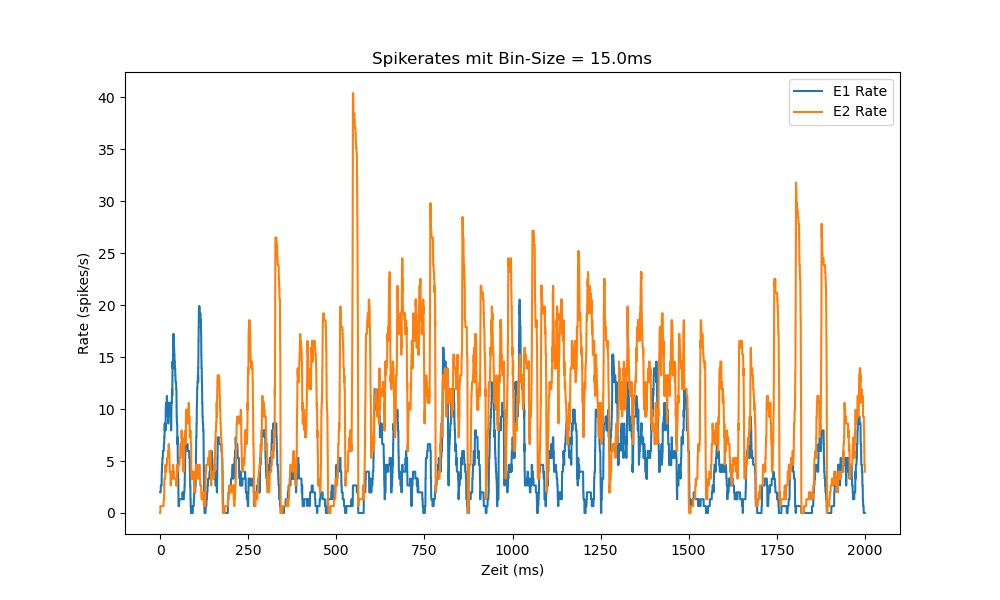 Spikerates mit Bin-Size = 15.0ms
E1 Rate
E2 Rate
40
35
30
25
20
15
10
5
0
Rate (spikes/s)
0 250 500 750 1000 1250 1500 1750 2000
Zeit (ms)